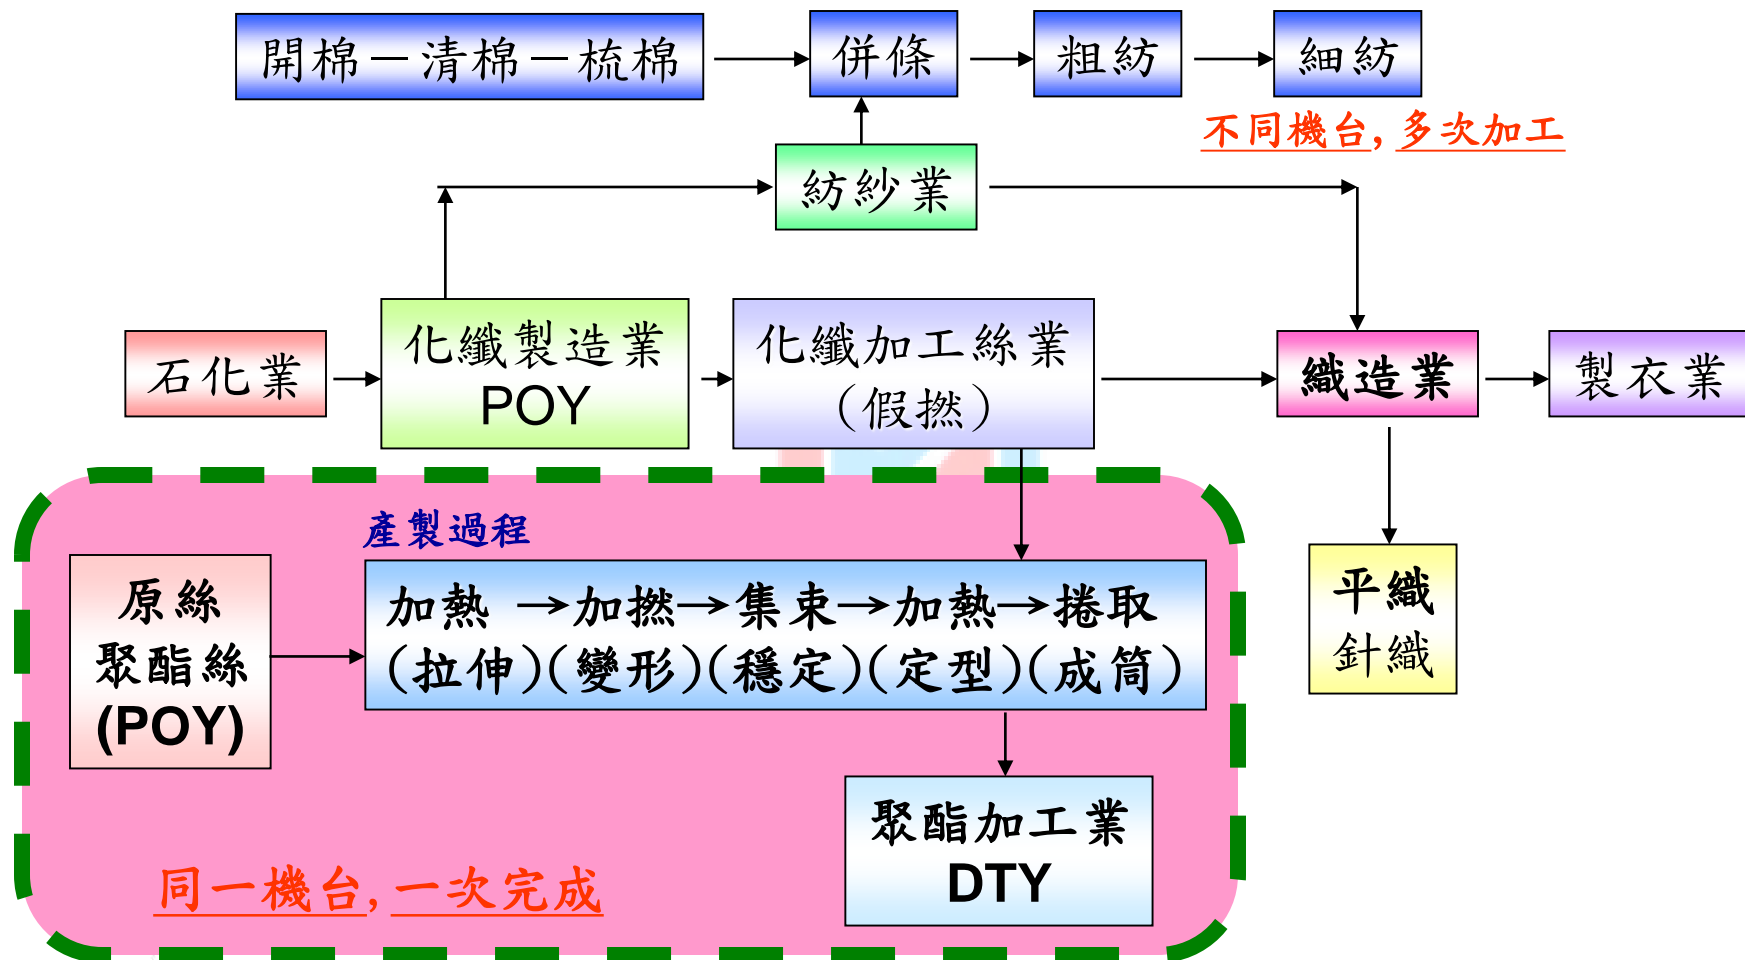 開棉－清棉－梳棉
併條
粗紡
細紡
不同機台, 多次加工
紡紗業
石化業
化纖製造業
POY
化纖加工絲業
（假撚）
織造業
製衣業
產製過程
原絲
聚酯絲
(POY)
加熱 →加撚→集束→加熱→捲取
(拉伸)(變形)(穩定)(定型)(成筒)
平織
針織
聚酯加工業
DTY
同一機台, 一次完成